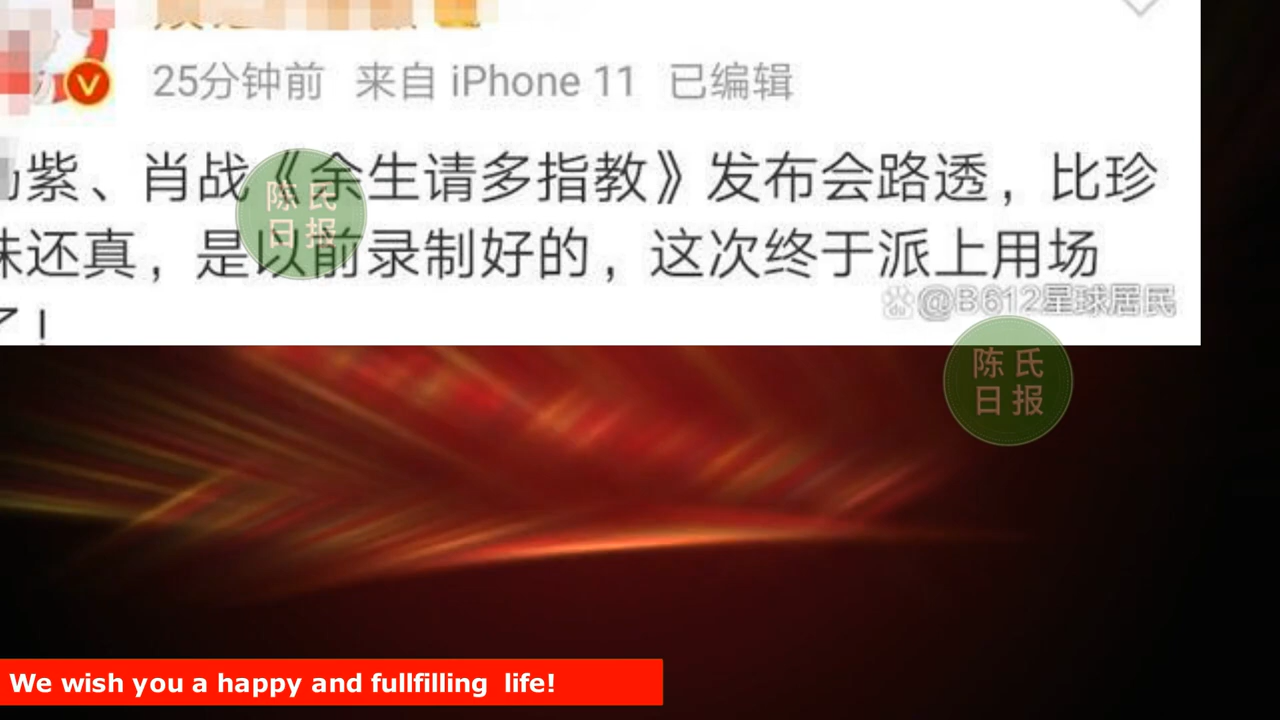 25分钟前 来自 iPhone 11 已编辑
紫、肖战《余生请多指教》发布会路透，比珍
还真，是以前录制好的，这次终于派上用场
！
@B612星球居民
陈氏
日报
陈氏
日报
We wish you a happy and fullfilling life!